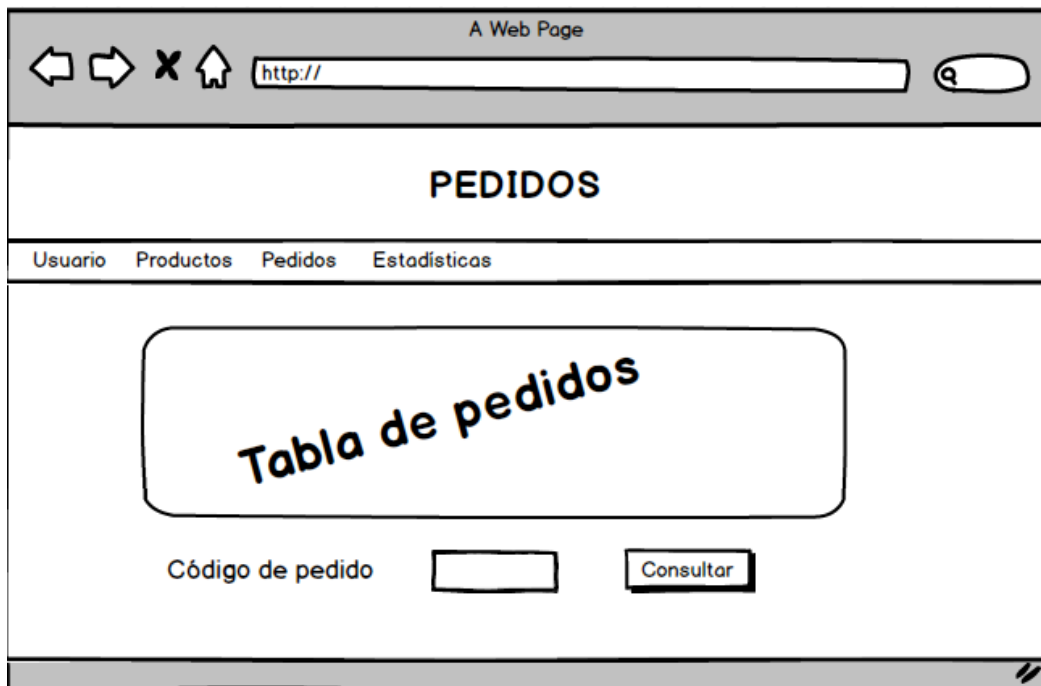 A Web Page
http://
PEDIDOS
Usuario Productos Pedidos Estadísticas
Tabla de pedidos
Código de pedido Consultar